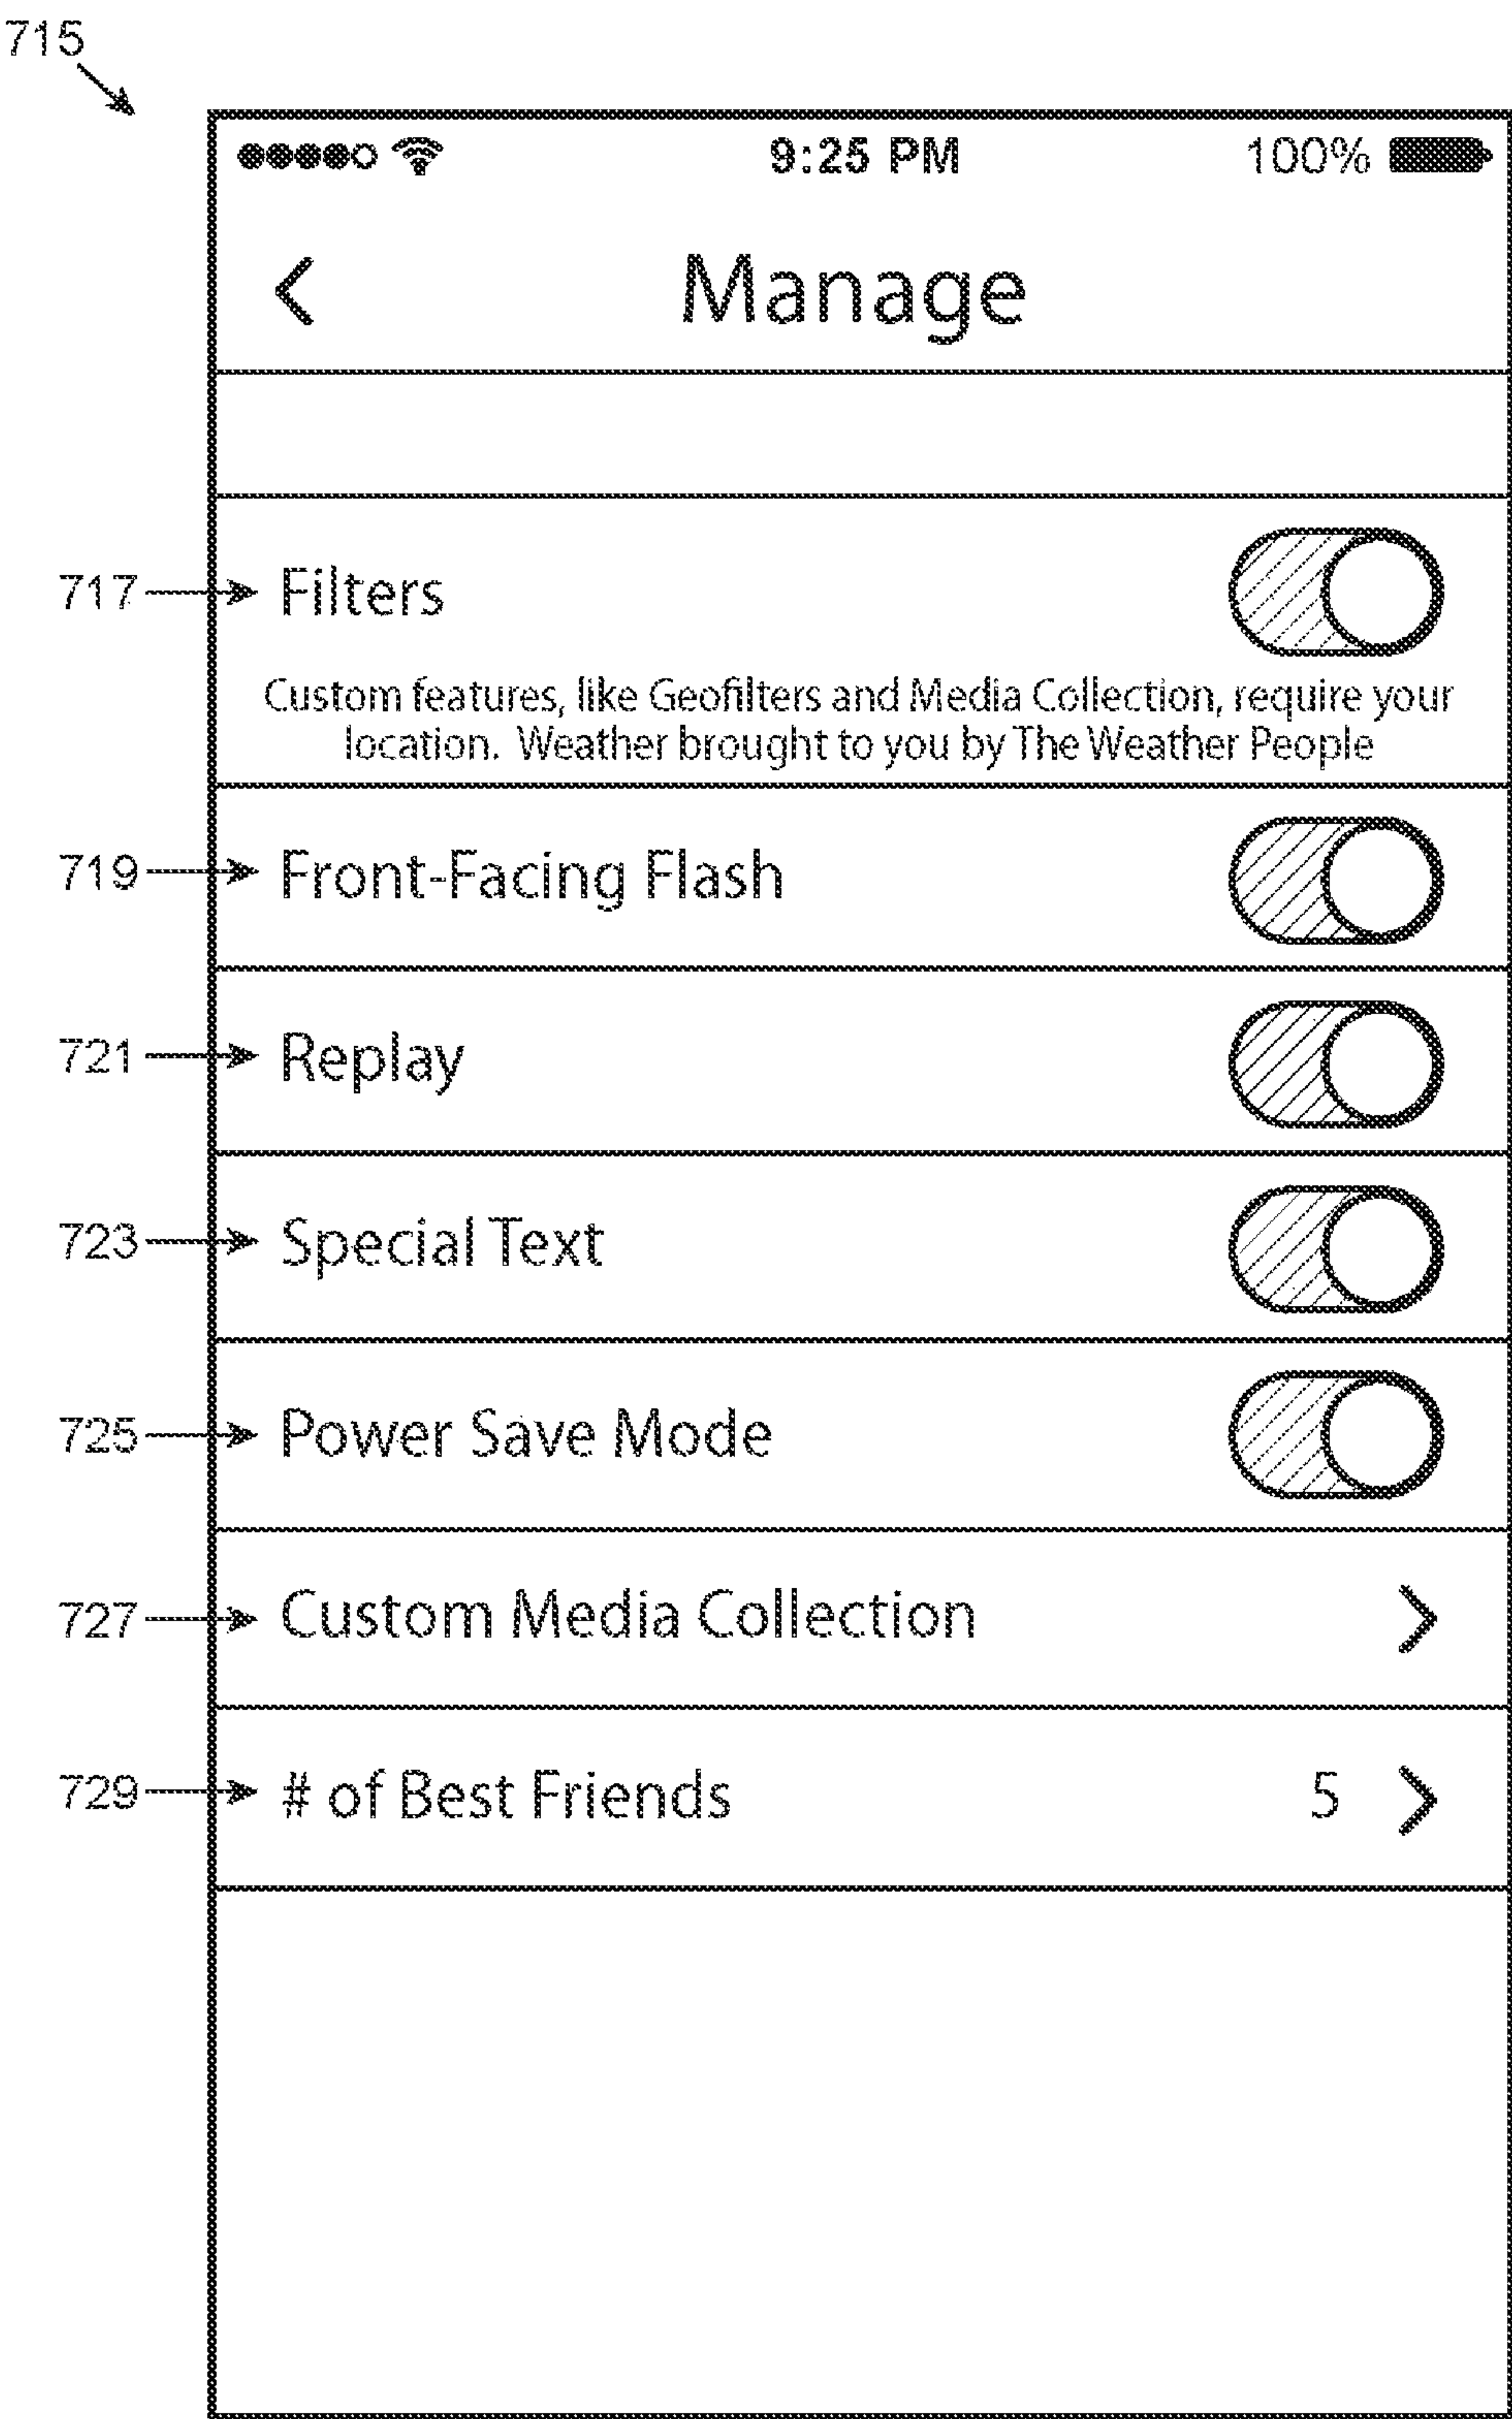 715
9:25 PM 100%
Manage
717 Filters
Custom features, like Geofilters and Media Collection, require your
location. Weather brought to you by The Weather People
719 Front-Facing Flash
721 Replay
723 Special Text
725 Power Save Mode
727 Custom Media Collection
729 # of Best Friends 5